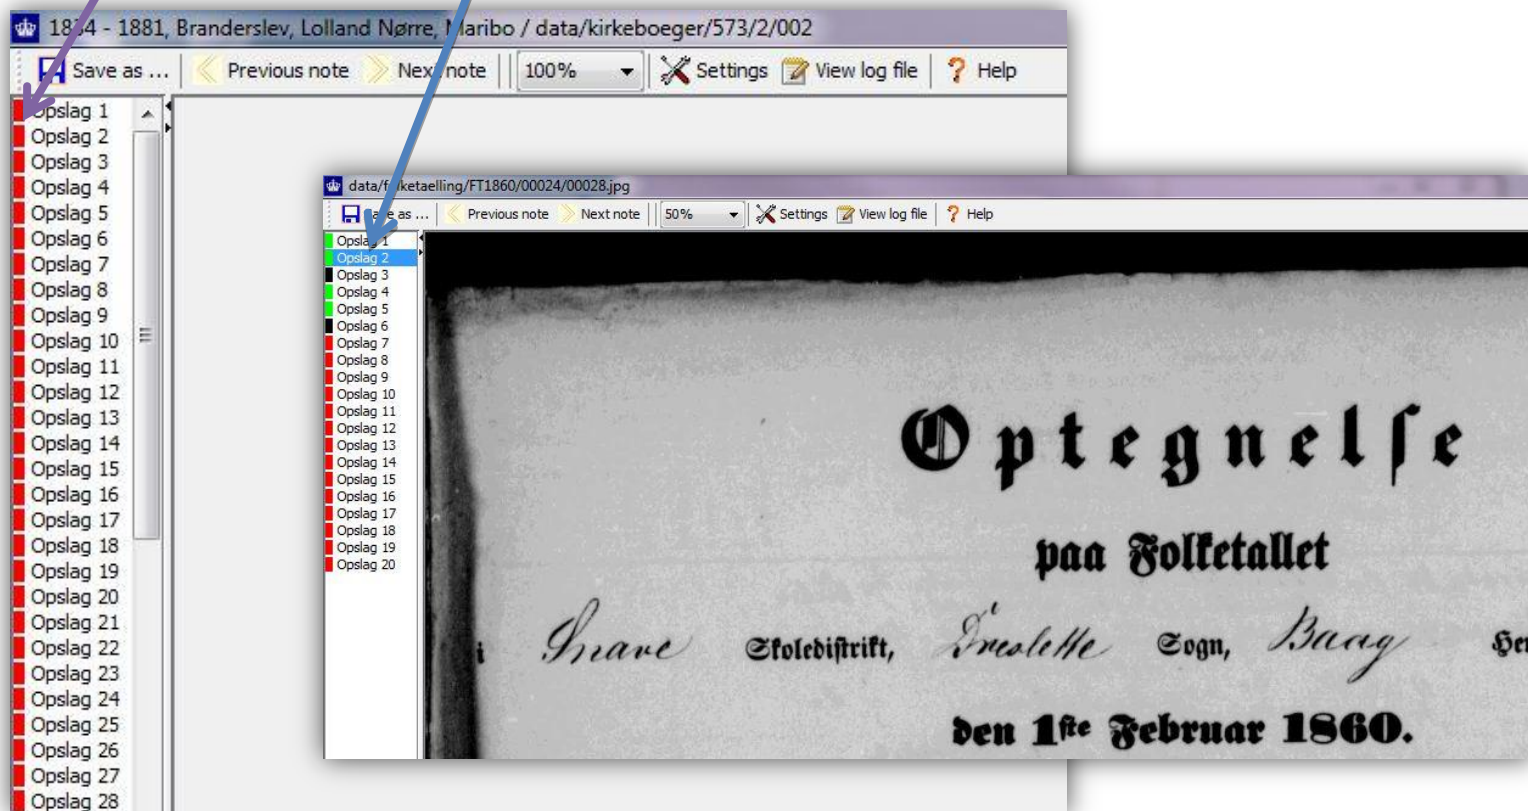 1834 - 1881, Branderslev, Lolland Nørre, Maribo / data/kirkeboeger/573/2/002
Save as ... Previous note Next note 100% Settings View log file Help
Opslag 1
Opslag 2
Opslag 3
Opslag 4
Opslag 5
Opslag 6
Opslag 7
Opslag 8
Opslag 9
Opslag 10
Opslag 11
Opslag 12
Opslag 13
Opslag 14
Opslag 15
Opslag 16
Opslag 17
Opslag 18
Opslag 19
Opslag 20
Opslag 21
Opslag 22
Opslag 23
Opslag 24
Opslag 25
Opslag 26
Opslag 27
Opslag 28
data/folketaelling/FT1860/00024/00028.jpg
Save as ... Previous note Next note 50% Settings View log file Help
Opslag 1
Opslag 2
Opslag 3
Opslag 4
Opslag 5
Opslag 6
Opslag 7
Opslag 8
Opslag 9
Opslag 10
Opslag 11
Opslag 12
Opslag 13
Opslag 14
Opslag 15
Opslag 16
Opslag 17
Opslag 18
Opslag 19
Opslag 20
Optegnelſe
paa Folketallet
i Snave Skolediſtrikt, Dreslette Sogn, Baag
den 1ſte Februar 1860.